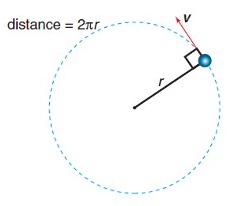 distance = 2πr
v
r